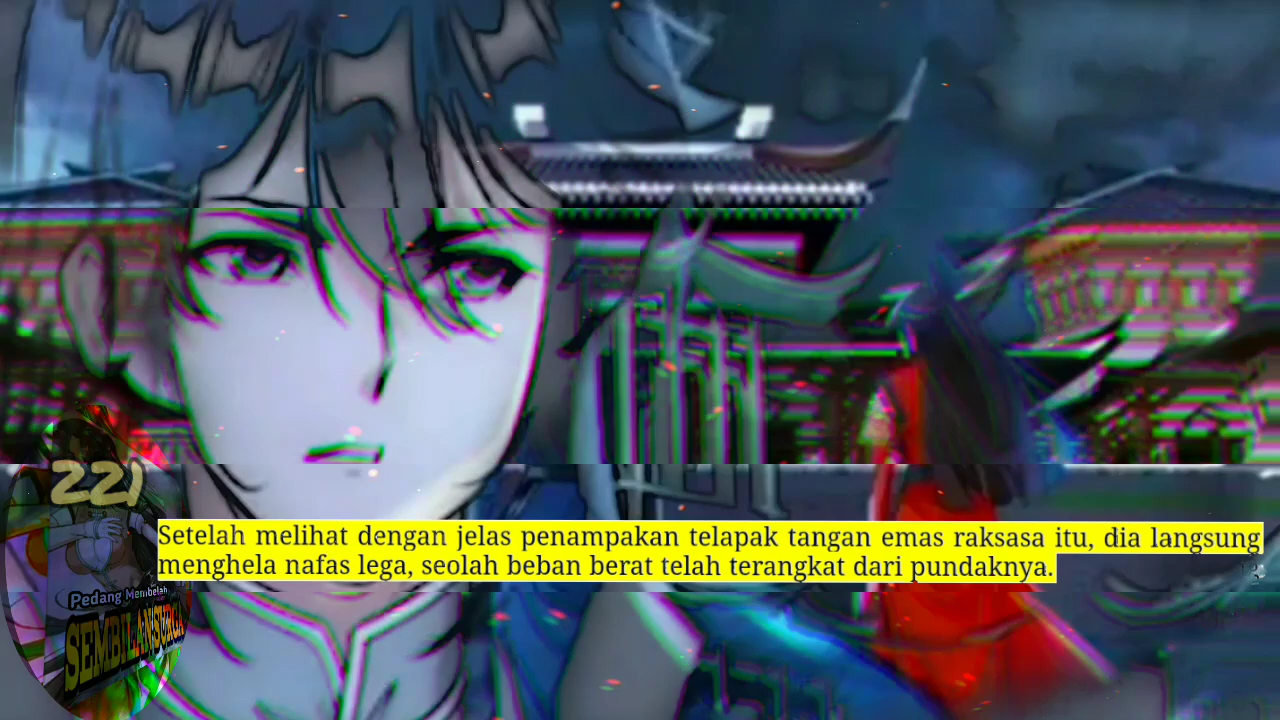 221
Setelah melihat dengan jelas penampakan telapak tangan emas raksasa itu, dia langsung
menghela nafas lega, seolah beban berat telah terangkat dari pundaknya.
Pedang Membelah
SEMBILAN SURGA